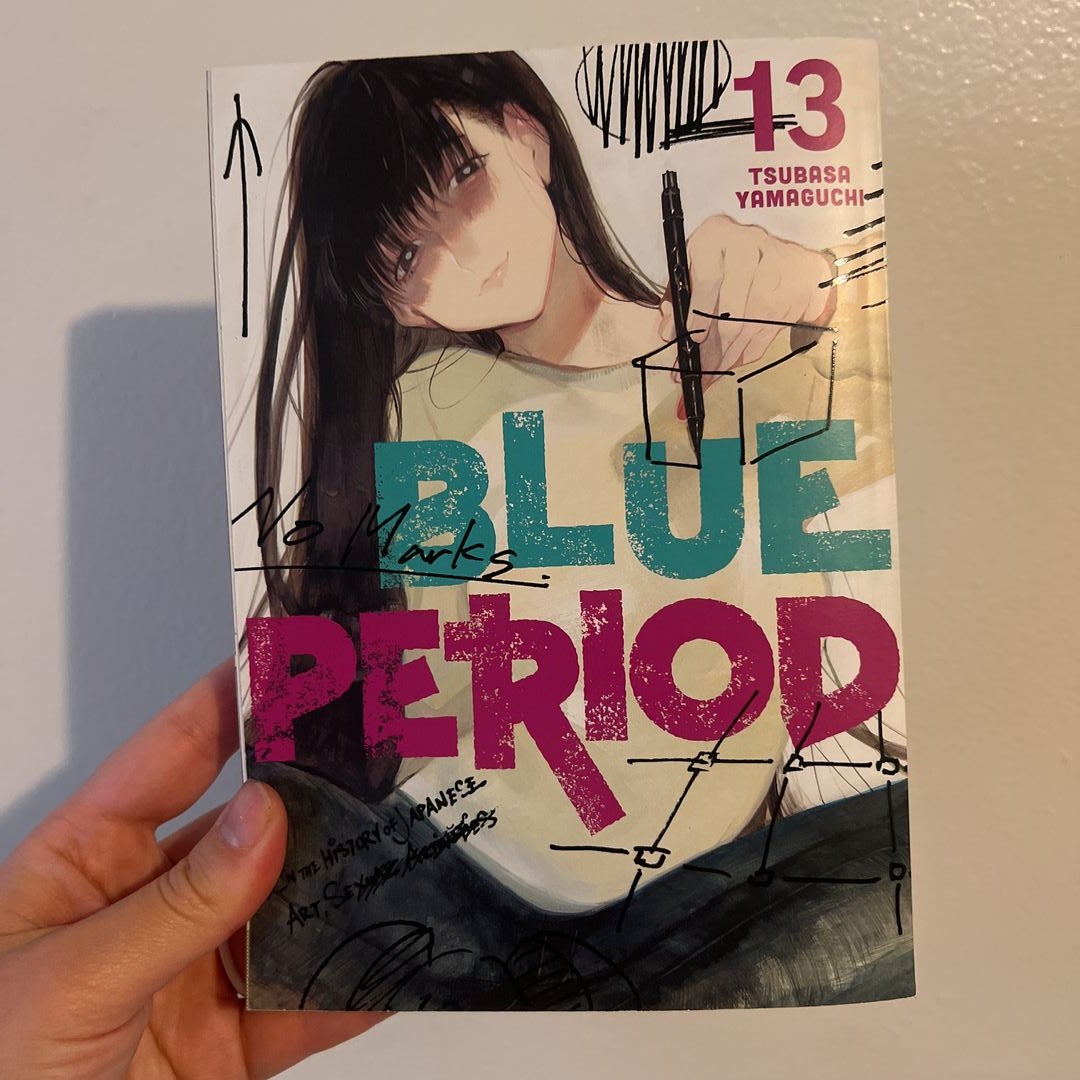 13
TSUBASA
YAMAGUCHI
BLUE
No Marks.
PERIOD
IN THE HISTORY OF JAPANESE
ART,